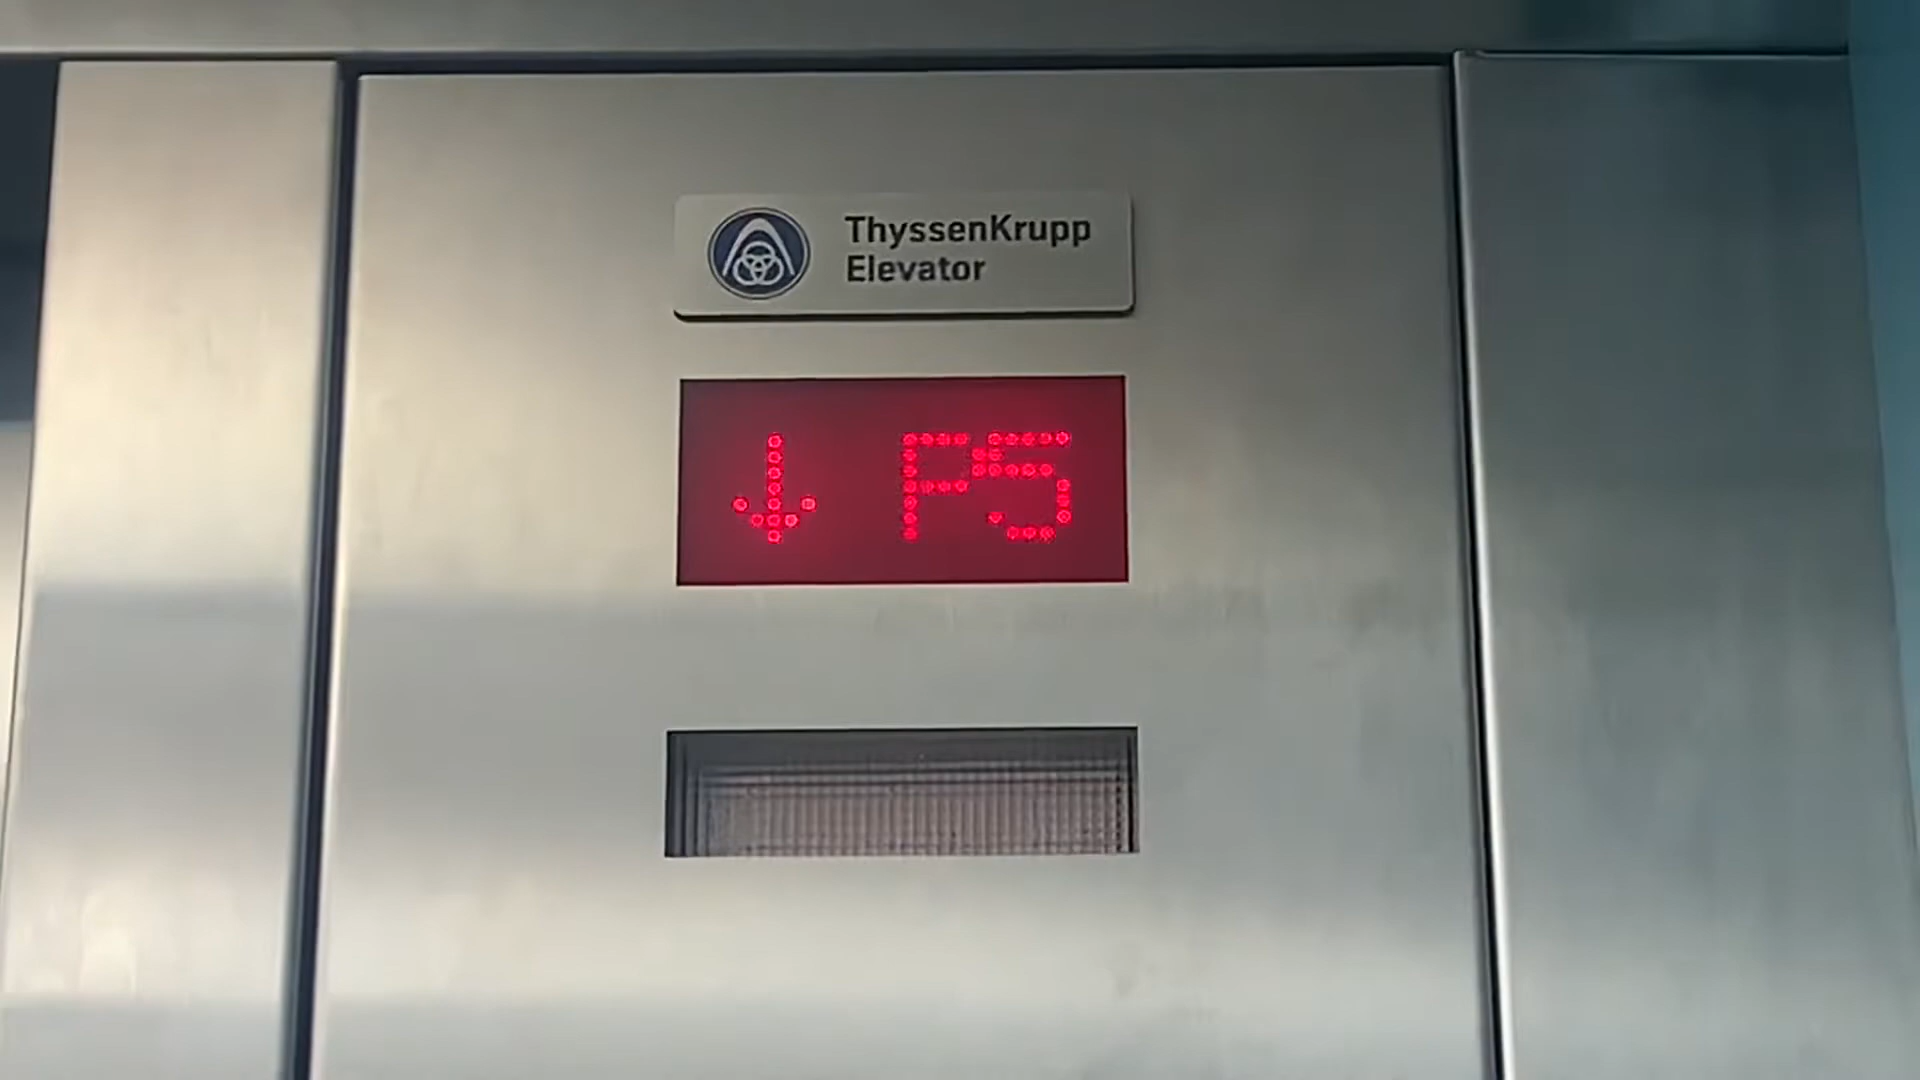 ThyssenKrupp
Elevator
↓ P5